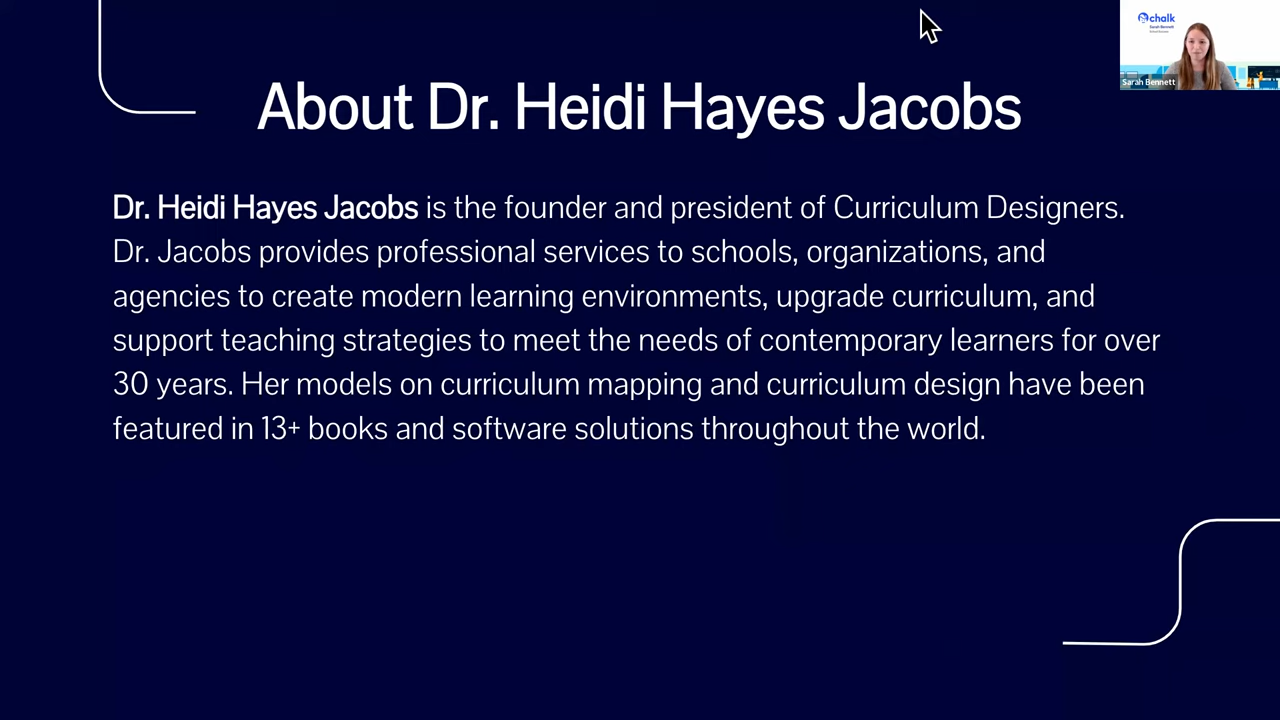 About Dr. Heidi Hayes Jacobs
Dr. Heidi Hayes Jacobs is the founder and president of Curriculum Designers.
Dr. Jacobs provides professional services to schools, organizations, and
agencies to create modern learning environments, upgrade curriculum, and
support teaching strategies to meet the needs of contemporary learners for over
30 years. Her models on curriculum mapping and curriculum design have been
featured in 13+ books and software solutions throughout the world.
chalk
Sarah Bennett
Sarah Bennett